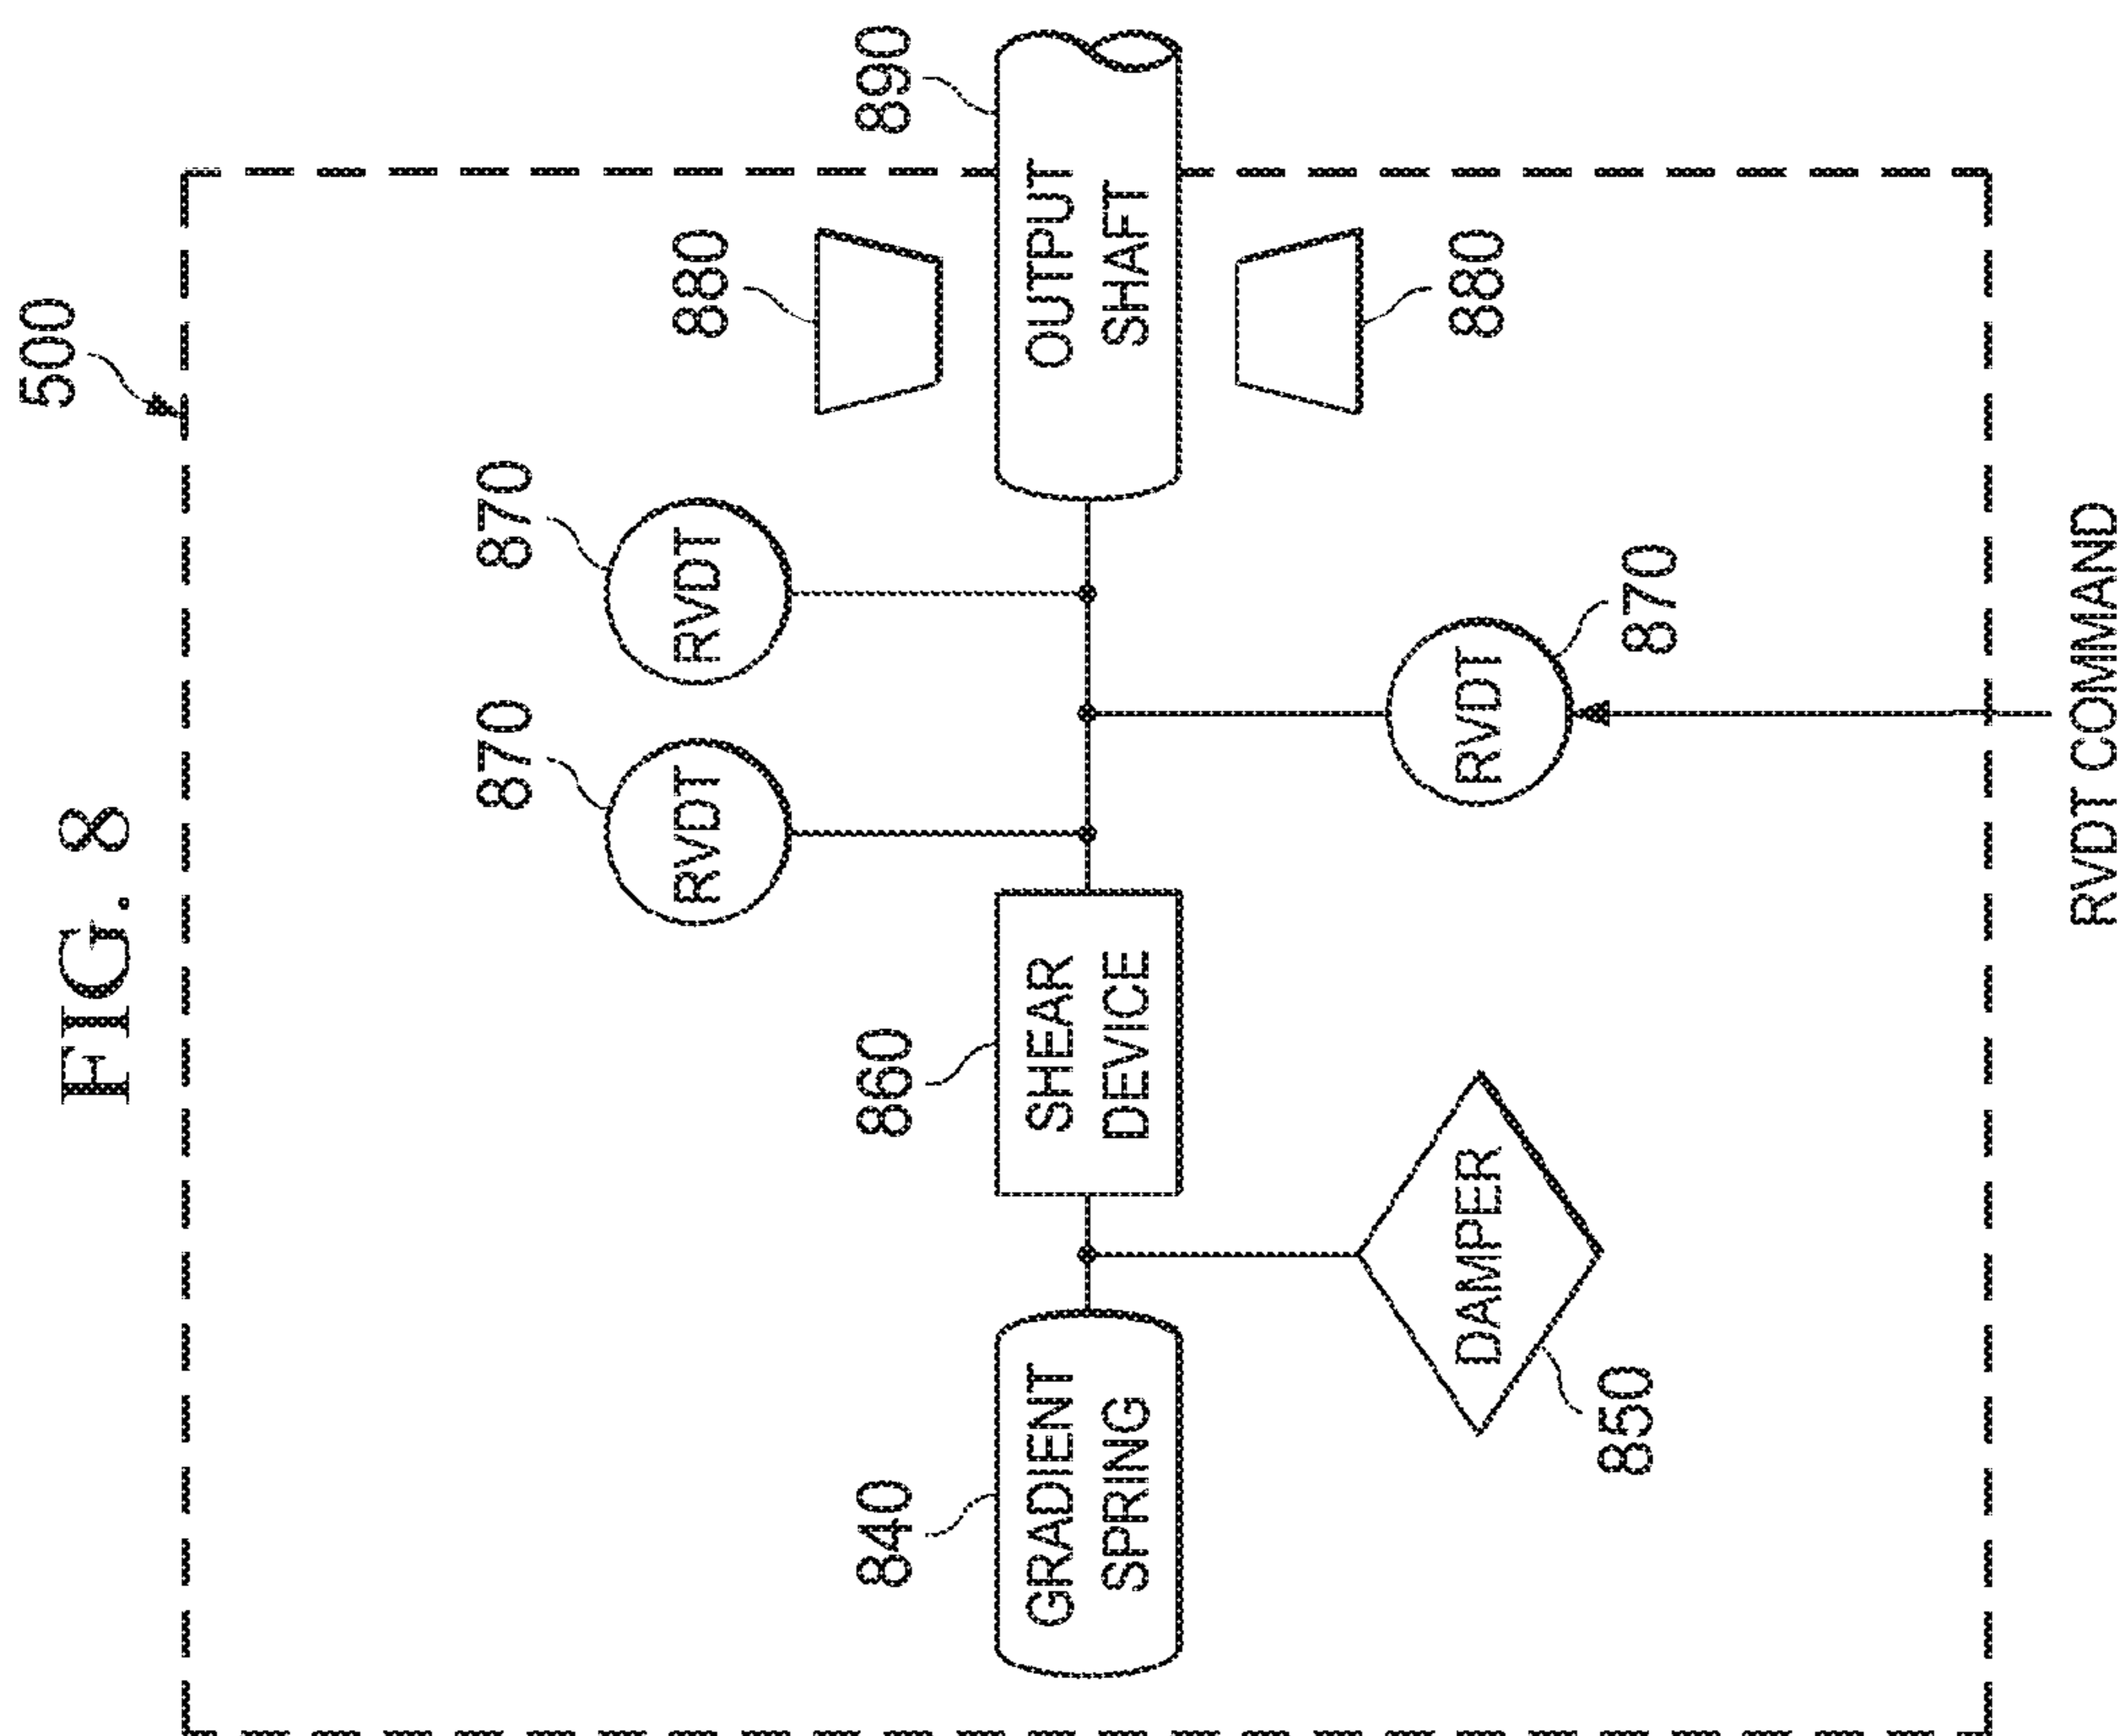 FIG. 8
500
870
870
RVDT
RVDT
840
860
880
890
GRADIENT
SPRING
SHEAR
DEVICE
OUTPUT
SHAFT
DAMPER
850
RVDT
870
880
RVDT COMMAND